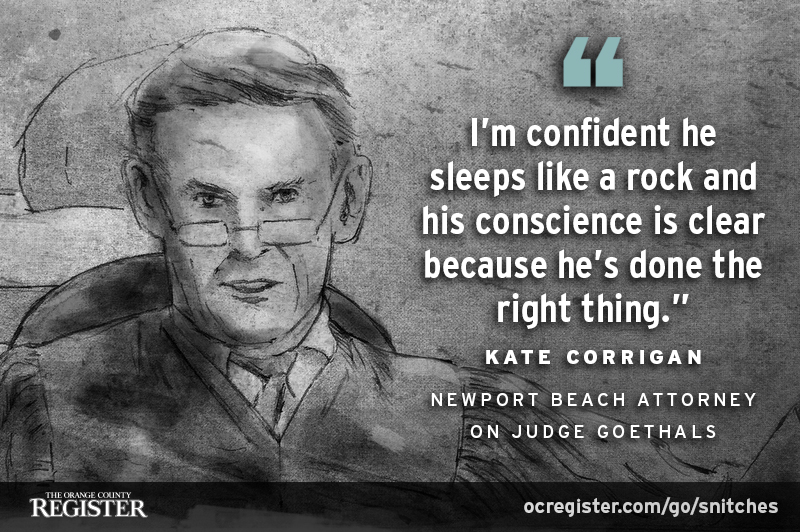 “
I’m confident he
sleeps like a rock and
his conscience is clear
because he’s done the
right thing.”
KATE CORRIGAN
NEWPORT BEACH ATTORNEY
ON JUDGE GOETHALS
THE ORANGE COUNTY
REGISTER
ocregister.com/go/snitches